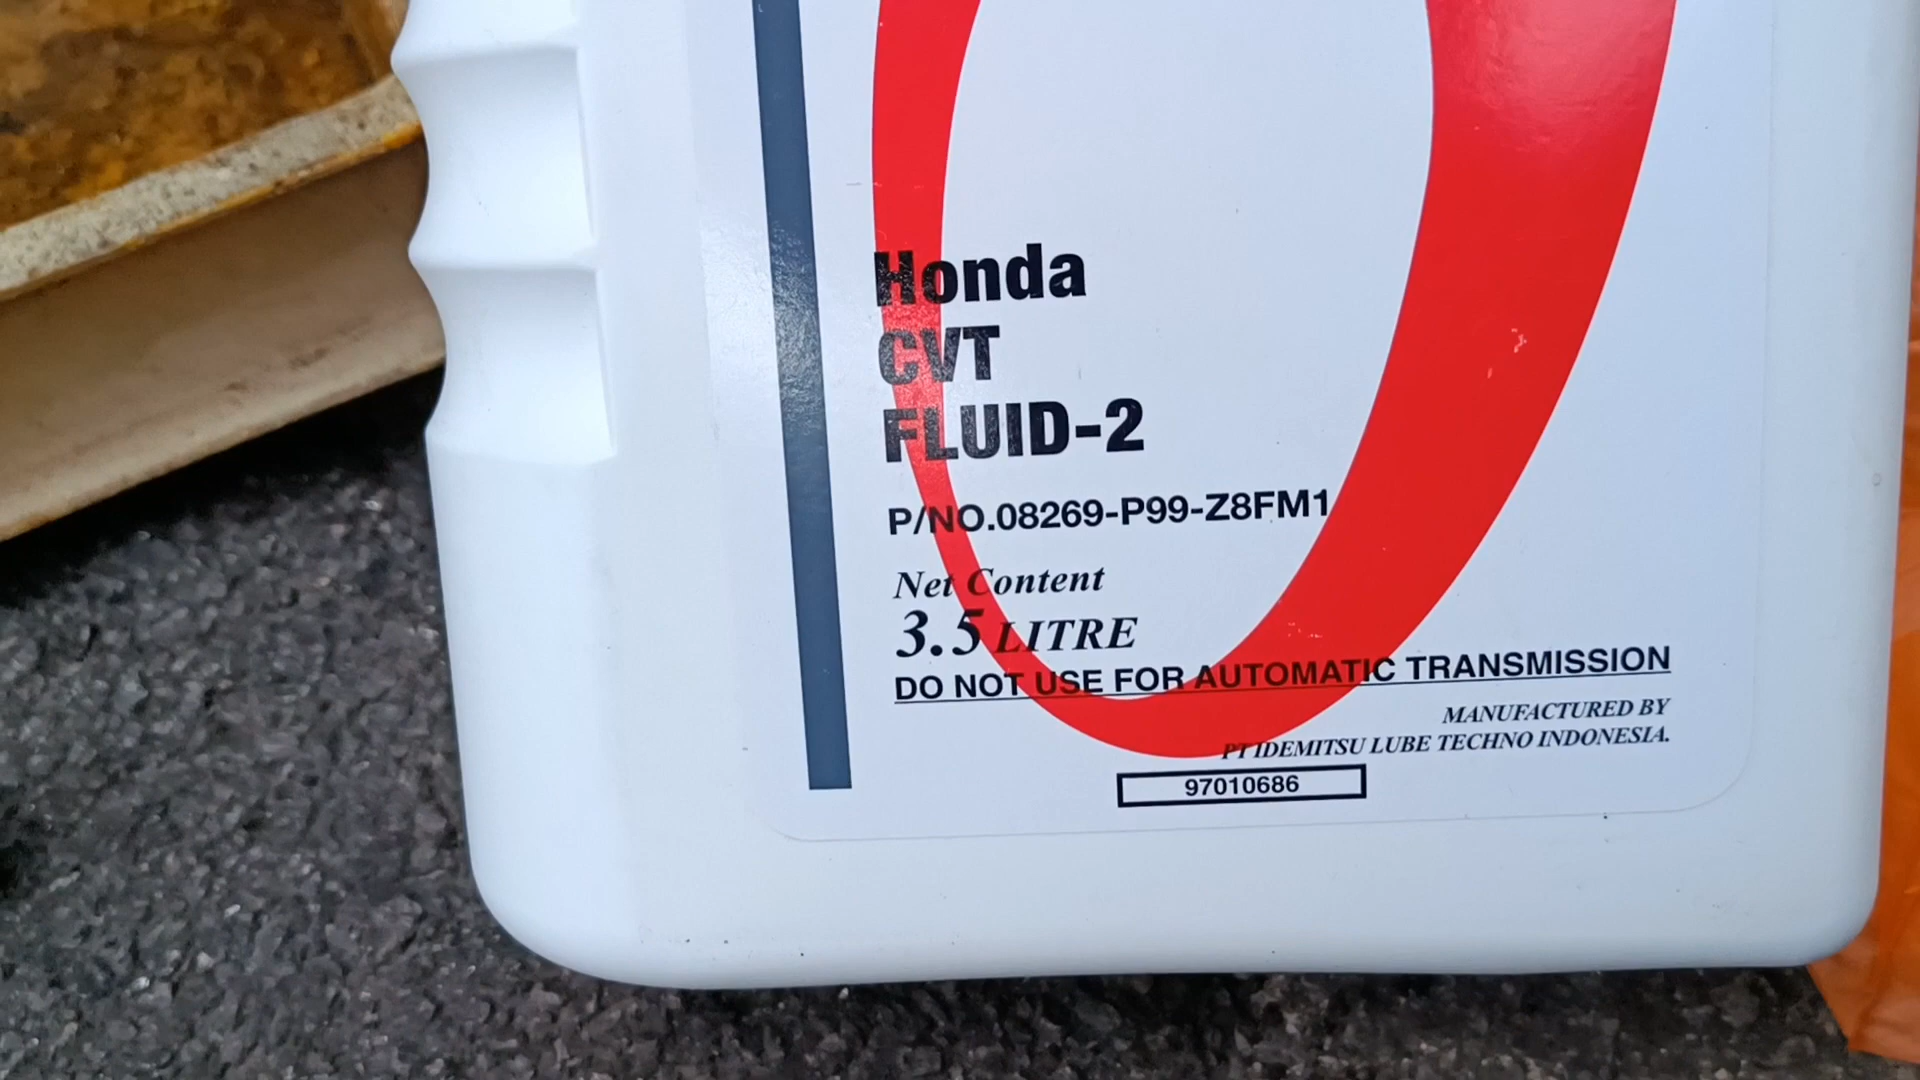 Honda
CVT
FLUID-2
P/NO.08269-P99-Z8FM1
Net Content
3.5 LITRE
DO NOT USE FOR AUTOMATIC TRANSMISSION
MANUFACTURED BY
PT IDEMITSU LUBE TECHNO INDONESIA.
97010686